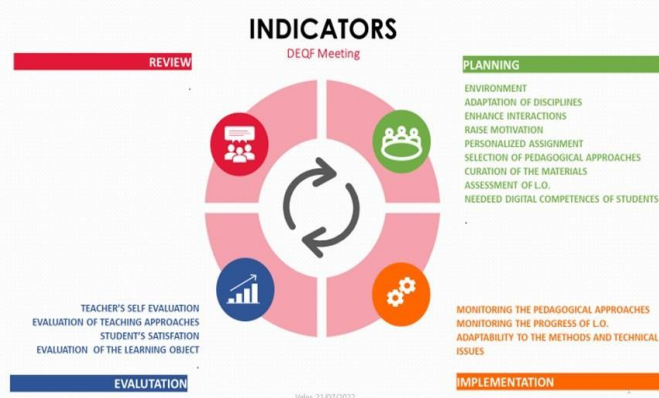 INDICATORS
DEQF Meeting
REVIEW
PLANNING
ENVIRONMENT
ADAPTATION OF DISCIPLINES
ENHANCE INTERACTIONS
RAISE MOTIVATION
PERSONALIZED ASSIGNMENT
SELECTION OF PEDAGOGICAL APPROACHES
CURATION OF THE MATERIALS
ASSESSMENT OF L.O.
NEEDEED DIGITAL COMPETENCES OF STUDENTS
TEACHER'S SELF EVALUATION
EVALUATION OF TEACHING APPROACHES
STUDENT'S SATISFATION
EVALUATION OF THE LEARNING OBJECT
EVALUTATION
MONITORING THE PEDAGOGICAL APPROACHES
MONITORING THE PROGRESS OF L.O.
ADAPTABILITY TO THE METHODS AND TECHNICAL
ISSUES
IMPLEMENTATION